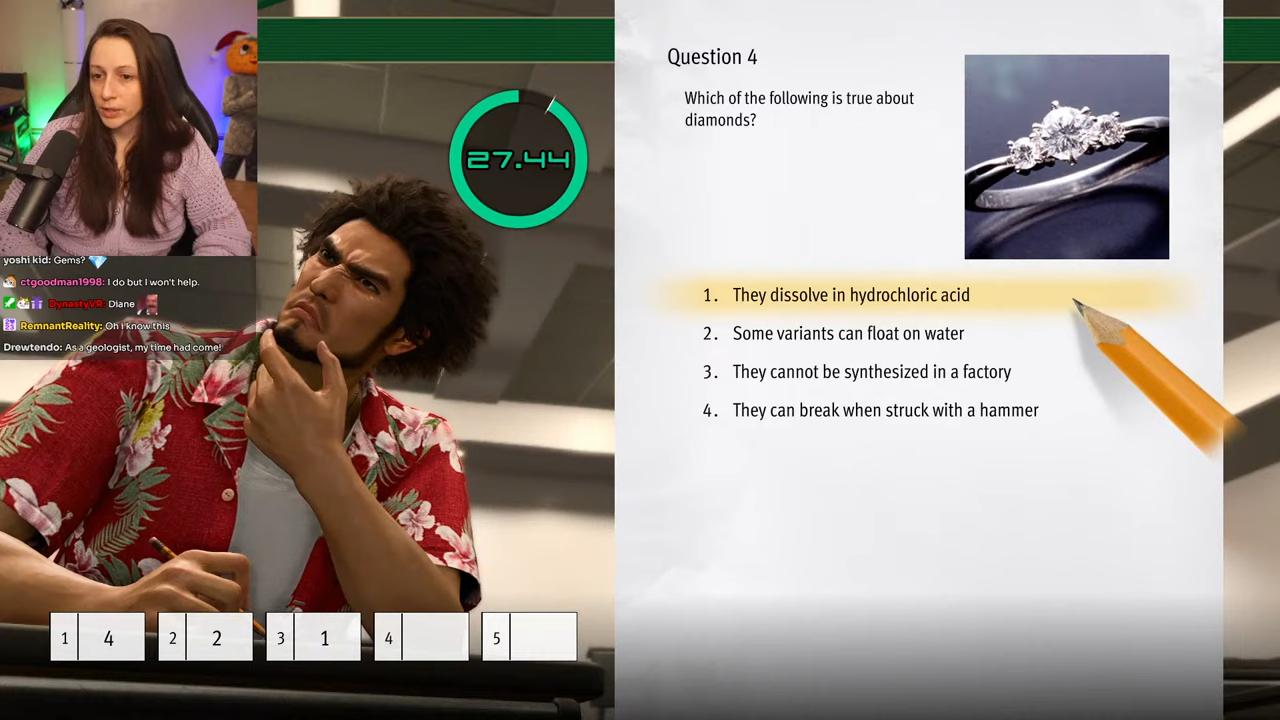 27.44
yoshi kid: Gems?
ctgoodman1998: I do but I won't help.
DynastyVR: Diane
RemnantReality: Oh i know this
Drewtendo: As a geologist, my time had come!
Question 4
Which of the following is true about
diamonds?
1. They dissolve in hydrochloric acid
2. Some variants can float on water
3. They cannot be synthesized in a factory
4. They can break when struck with a hammer
1 4 2 2 3 1 4 5